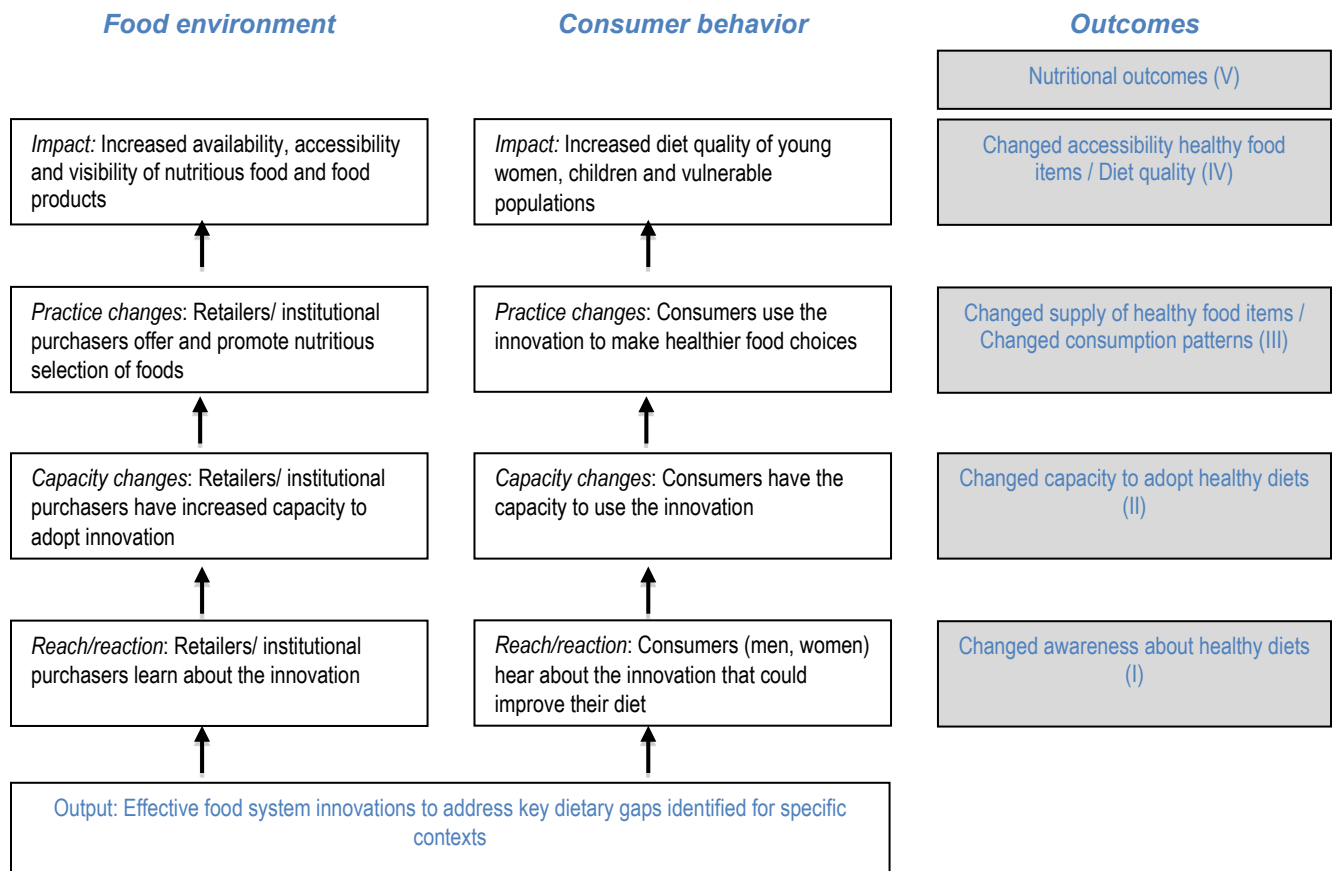 Food environment
Consumer behavior
Outcomes
Nutritional outcomes (V)
Impact: Increased availability, accessibility
and visibility of nutritious food and food
products
Impact: Increased diet quality of young
women, children and vulnerable
populations
Changed accessibility healthy food
items / Diet quality (IV)
Practice changes: Retailers/ institutional
purchasers offer and promote nutritious
selection of foods
Practice changes: Consumers use the
innovation to make healthier food choices
Changed supply of healthy food items /
Changed consumption patterns (III)
Capacity changes: Retailers/ institutional
purchasers have increased capacity to
adopt innovation
Capacity changes: Consumers have the
capacity to use the innovation
Changed capacity to adopt healthy diets
(II)
Reach/reaction: Retailers/ institutional
purchasers learn about the innovation
Reach/reaction: Consumers (men, women)
hear about the innovation that could
improve their diet
Changed awareness about healthy diets
(I)
Output: Effective food system innovations to address key dietary gaps identified for specific
contexts